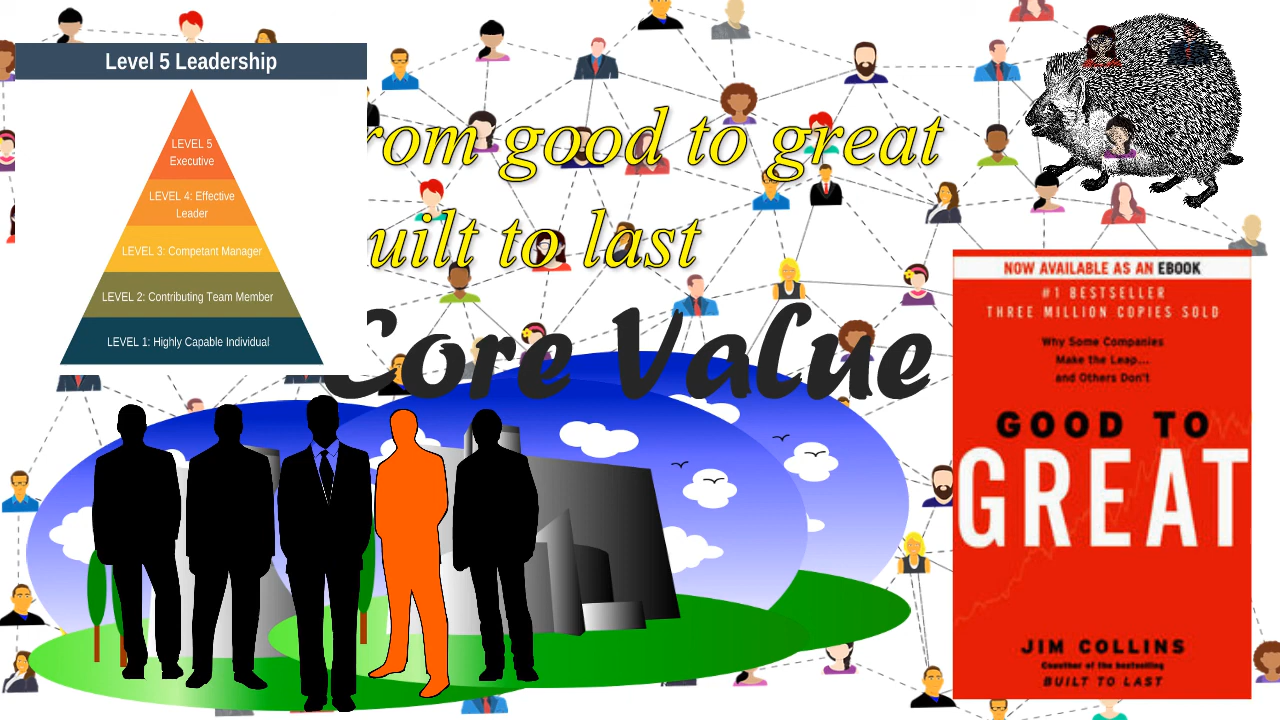 Level 5 Leadership
LEVEL 5
Executive
LEVEL 4: Effective
Leader
LEVEL 3: Competant Manager
LEVEL 2: Contributing Team Member
LEVEL 1: Highly Capable Individual
rom good to great
uilt to last
Core Value
NOW AVAILABLE AS AN EBOOK
#1 BESTSELLER
THREE MILLION COPIES SOLD
Why Some Companies
Make the Leap...
and Others Don't
GOOD TO
GREAT
JIM COLLINS
Coauthor of the bestselling
BUILT TO LAST